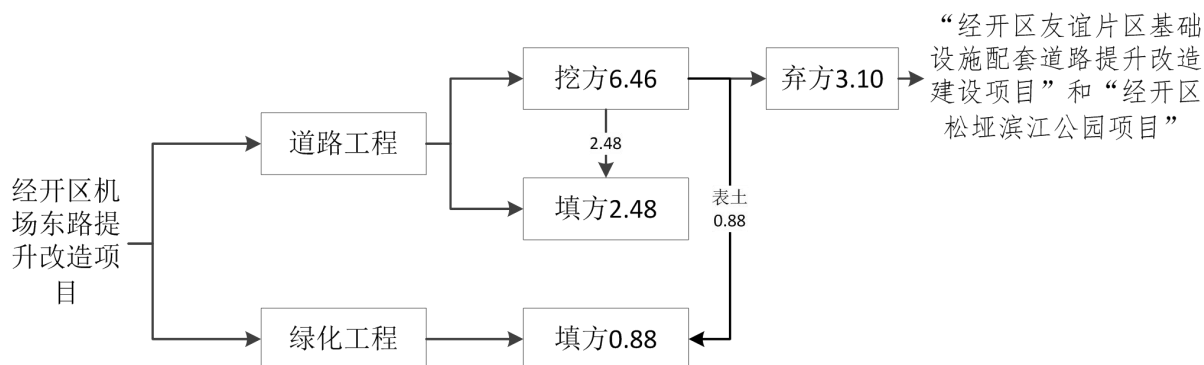 经开区机
场东路提
升改造项
目
道路工程
绿化工程
挖方6.46
2.48
填方2.48
填方0.88
表土
0.88
弃方3.10
“经开区友谊片区基础
设施配套道路提升改造
建设项目”和“经开区
松垭滨江公园项目”